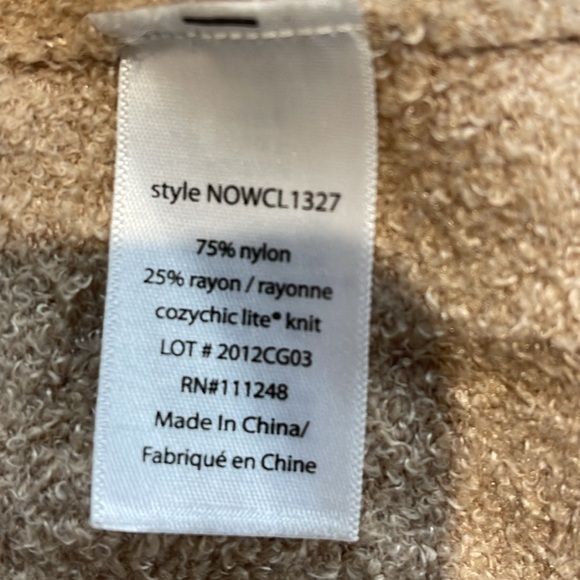 style NOWCL1327
75% nylon
25% rayon / rayonne
cozychic lite® knit
LOT # 2012CG03
RN#111248
Made In China/
Fabriqué en Chine